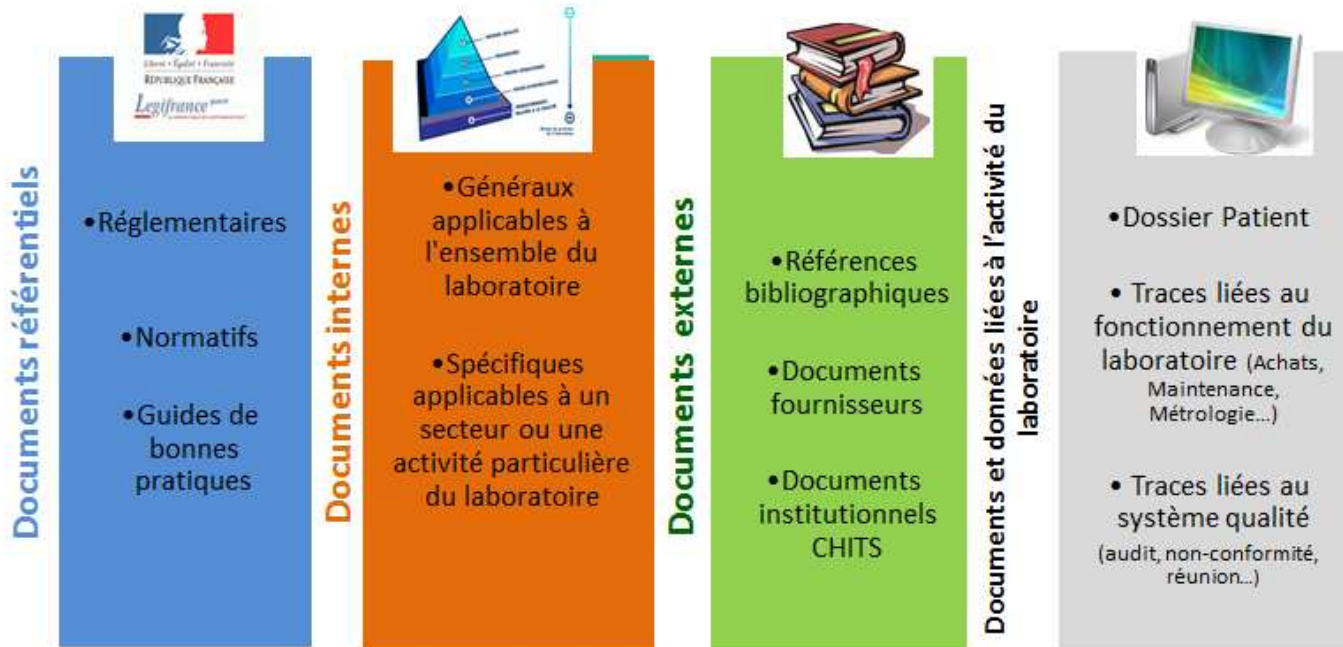 Documents référentiels
Liberté • Égalité • Fraternité
RÉPUBLIQUE FRANÇAISE
Legifrance
•Réglementaires
•Normatifs
•Guides de
bonnes
pratiques
Documents internes
•Généraux
applicables à
l'ensemble du
laboratoire
•Spécifiques
applicables à un
secteur ou une
activité particulière
du laboratoire
Documents externes
•Références
bibliographiques
•Documents
fournisseurs
•Documents
institutionnels
CHITS
Documents et données liées à l'activité du
laboratoire
•Dossier Patient
• Traces liées au
fonctionnement du
laboratoire (Achats,
Maintenance,
Métrologie…)
• Traces liées au
système qualité
(audit, non-conformité,
réunion…)